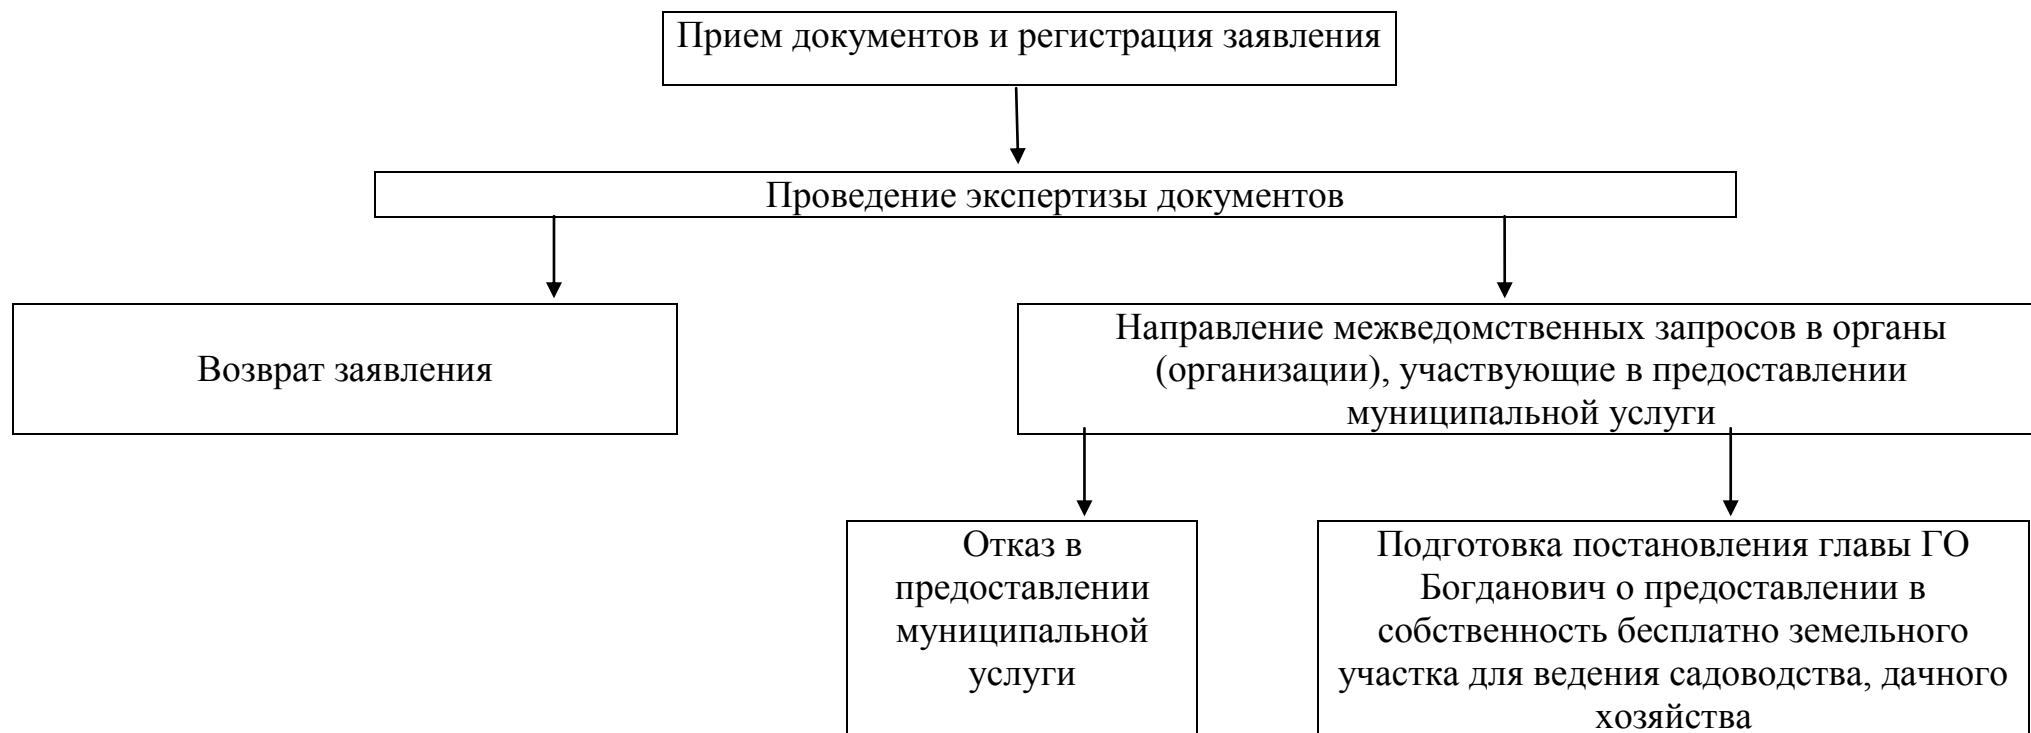 Прием документов и регистрация заявления
Проведение экспертизы документов
Возврат заявления
Направление межведомственных запросов в органы
(организации), участвующие в предоставлении
муниципальной услуги
Отказ в
предоставлении
муниципальной
услуги
Подготовка постановления главы ГО
Богданович о предоставлении в
собственность бесплатно земельного
участка для ведения садоводства, дачного
хозяйства